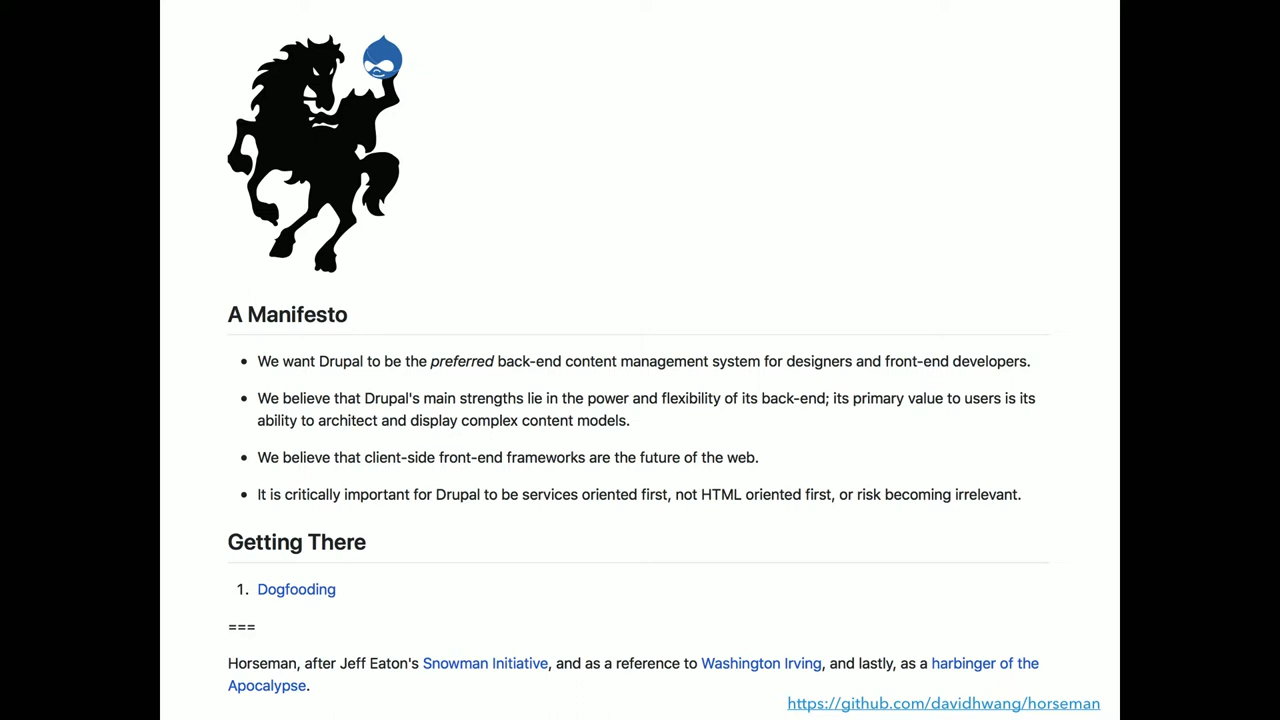 A Manifesto
• We want Drupal to be the preferred back-end content management system for designers and front-end developers.
• We believe that Drupal's main strengths lie in the power and flexibility of its back-end; its primary value to users is its
ability to architect and display complex content models.
• We believe that client-side front-end frameworks are the future of the web.
• It is critically important for Drupal to be services oriented first, not HTML oriented first, or risk becoming irrelevant.
Getting There
1. Dogfooding
===
Horseman, after Jeff Eaton's Snowman Initiative, and as a reference to Washington Irving, and lastly, as a harbinger of the
Apocalypse.
https://github.com/davidhwang/horseman